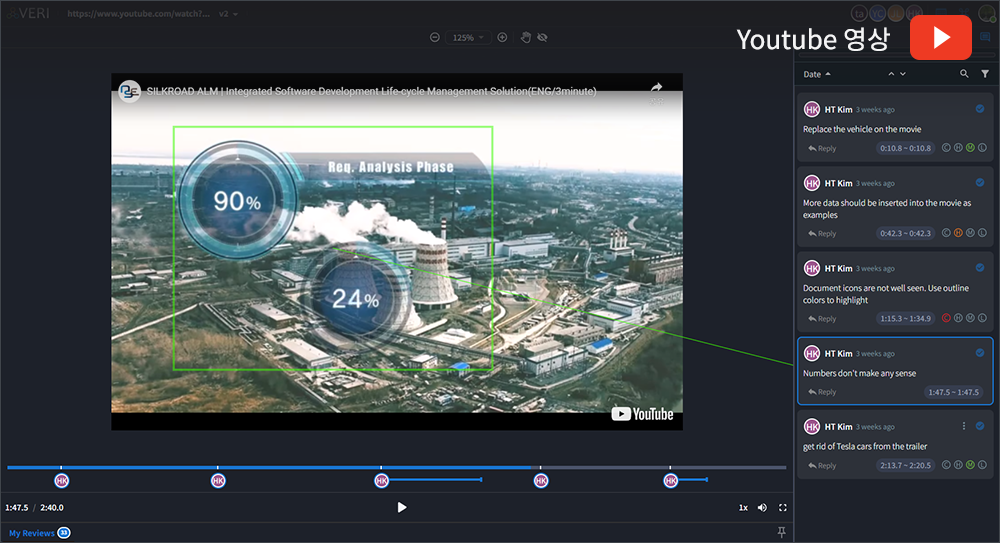 VERI
https://www.youtube.com/watch?...
v2
ta
HK
125%
Youtube 영상
SILKROAD ALM | Integrated Software Development Life-cycle Management Solution(ENG/3minute)
Req. Analysis Phase
90%
24%
YouTube
Date
HK HT Kim 3 weeks ago
Replace the vehicle on the movie
Reply 0:10.8 ~ 0:10.8 C H M L
HK HT Kim 3 weeks ago
More data should be inserted into the movie as
examples
Reply 0:42.3 ~ 0:42.3 C H M L
HK HT Kim 3 weeks ago
Document icons are not well seen. Use outline
colors to highlight
Reply 1:15.3 ~ 1:34.9 C H M L
HK HT Kim 3 weeks ago
Numbers don't make any sense
Reply 1:47.5 ~ 1:47.5
HK HT Kim 3 weeks ago
get rid of Tesla cars from the trailer
Reply 2:13.7 ~ 2:20.5 C H M L
HK HK HK HK HK
1:47.5 / 2:40.0
1x
My Reviews 33